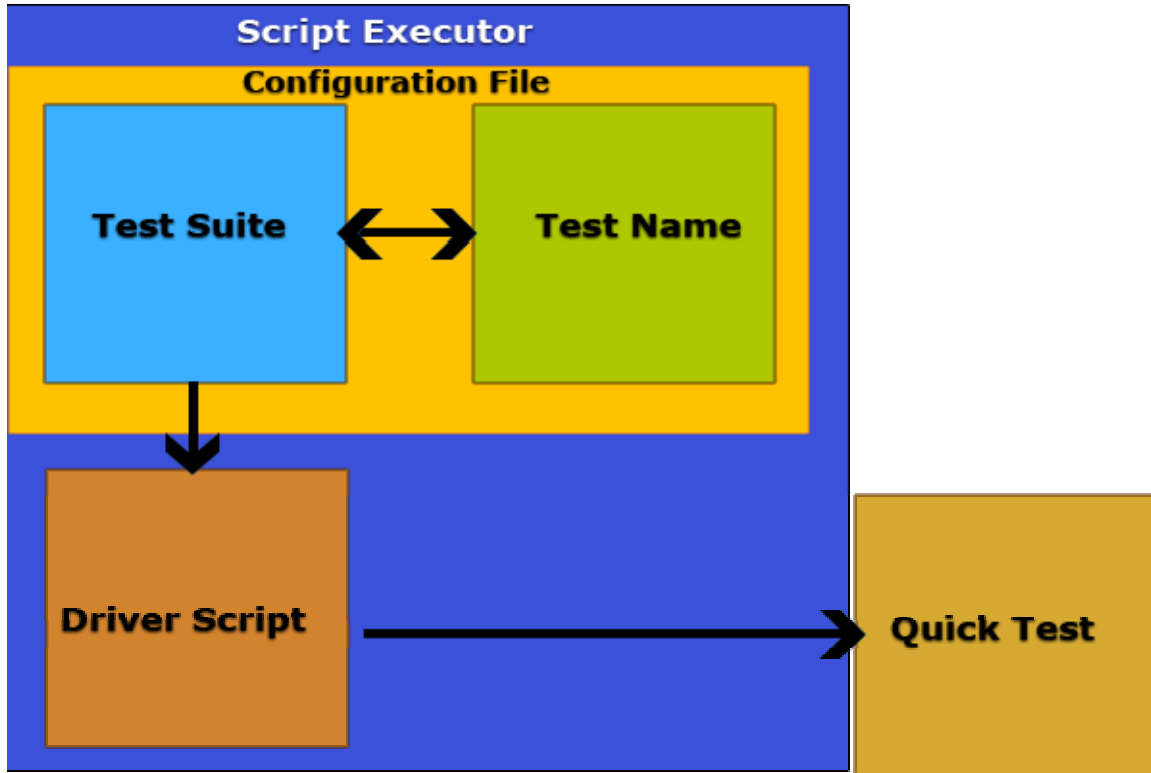 Script Executor
Configuration File
Test Suite
Test Name
Driver Script
Quick Test